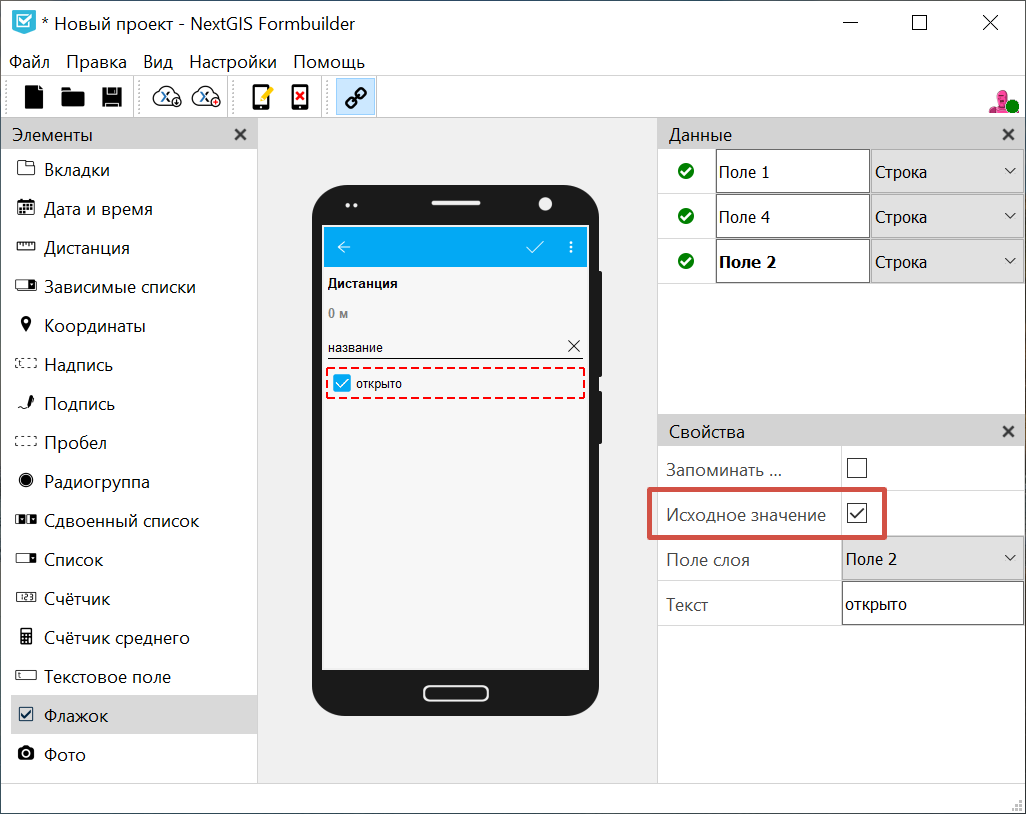 * Новый проект - NextGIS Formbuilder
Файл Правка Вид Настройки Помощь
Элементы
Вкладки
Дата и время
Дистанция
Зависимые списки
Координаты
Надпись
Подпись
Пробел
Радиогруппа
Сдвоенный список
Список
Счётчик
Счётчик среднего
Текстовое поле
Флажок
Фото
Дистанция
0 м
название
открыто
Данные
Поле 1 Строка
Поле 4 Строка
Поле 2 Строка
Свойства
Запоминать ...
Исходное значение
Поле слоя Поле 2
Текст открыто